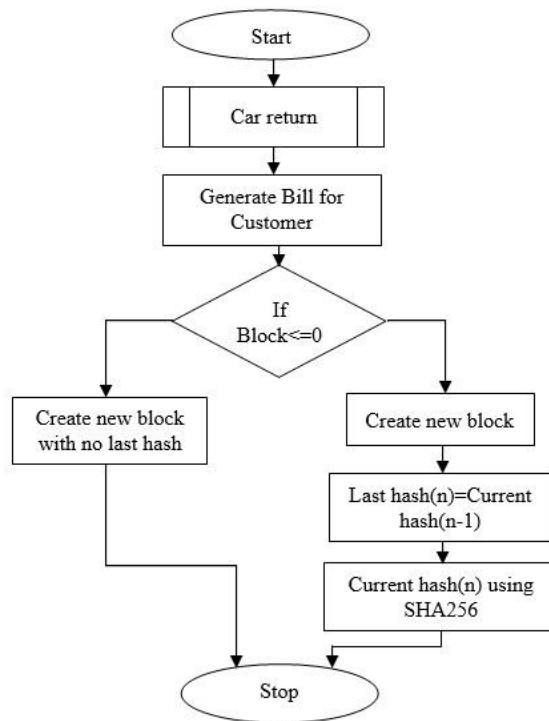 Start
Car return
Generate Bill for
Customer
If
Block<=0
Create new block
with no last hash
Create new block
Last hash(n)=Current
hash(n-1)
Current hash(n) using
SHA256
Stop